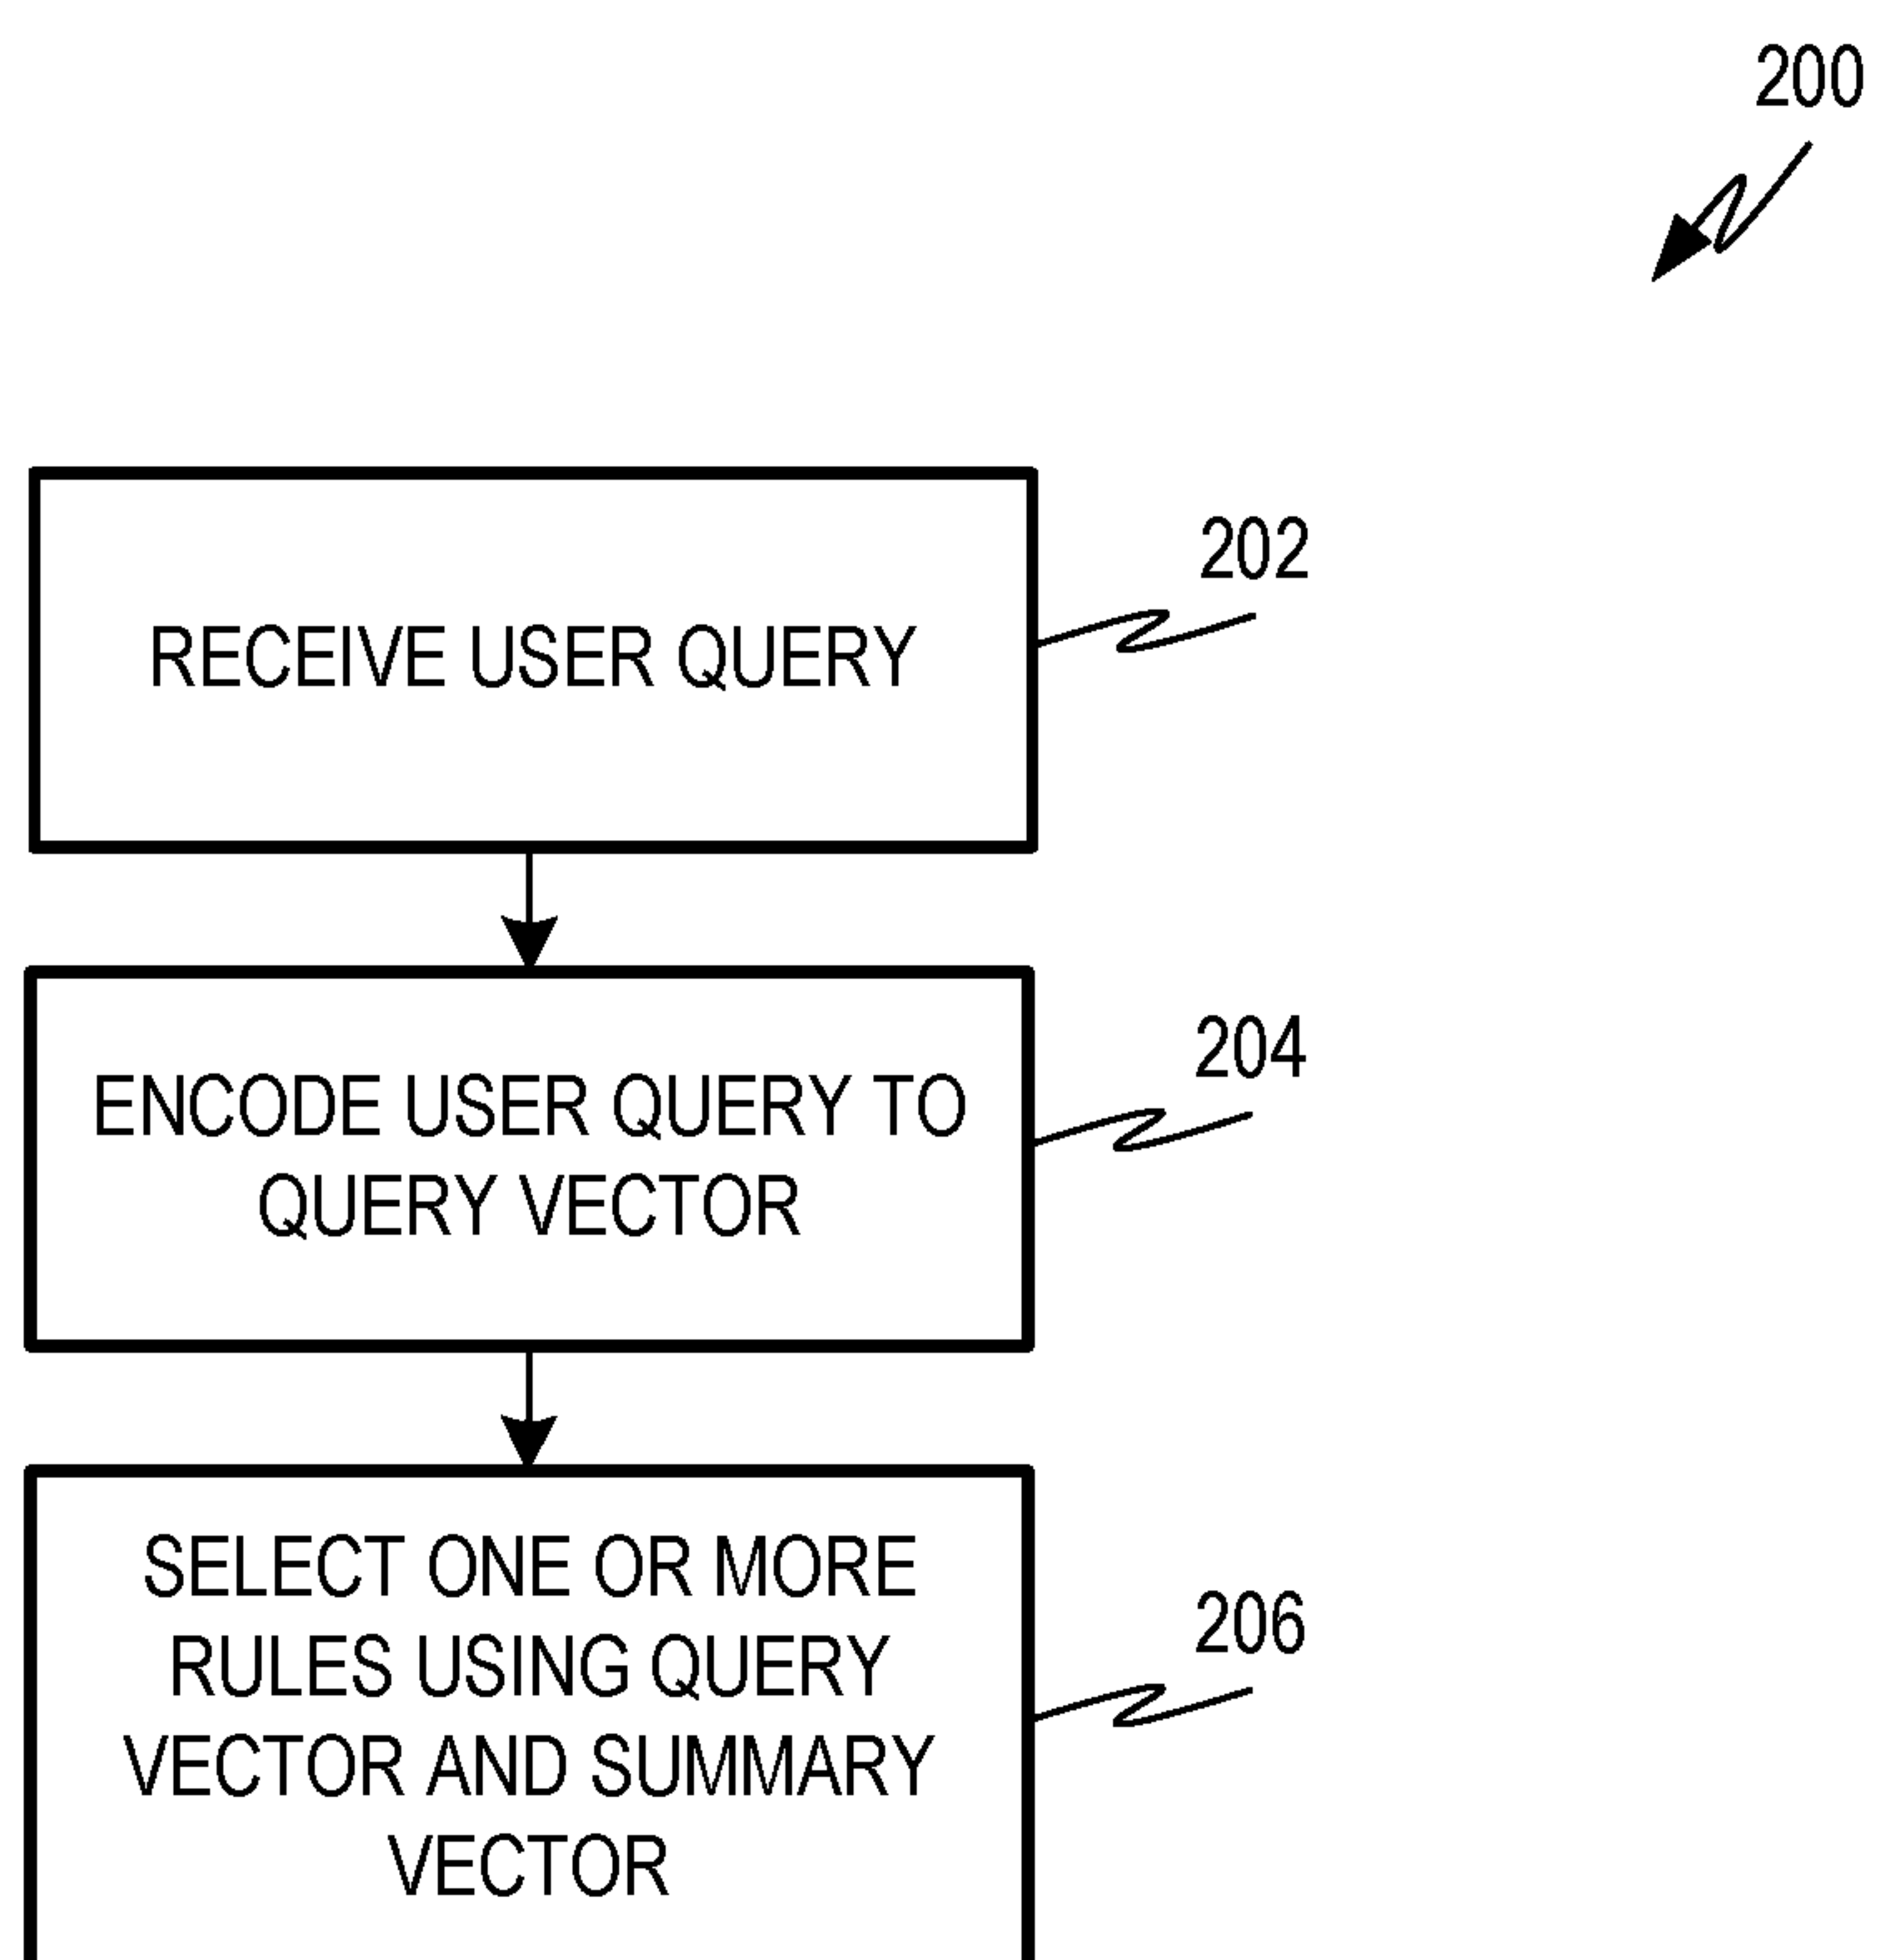 200
RECEIVE USER QUERY
202
ENCODE USER QUERY TO
QUERY VECTOR
204
SELECT ONE OR MORE
RULES USING QUERY
VECTOR AND SUMMARY
VECTOR
206